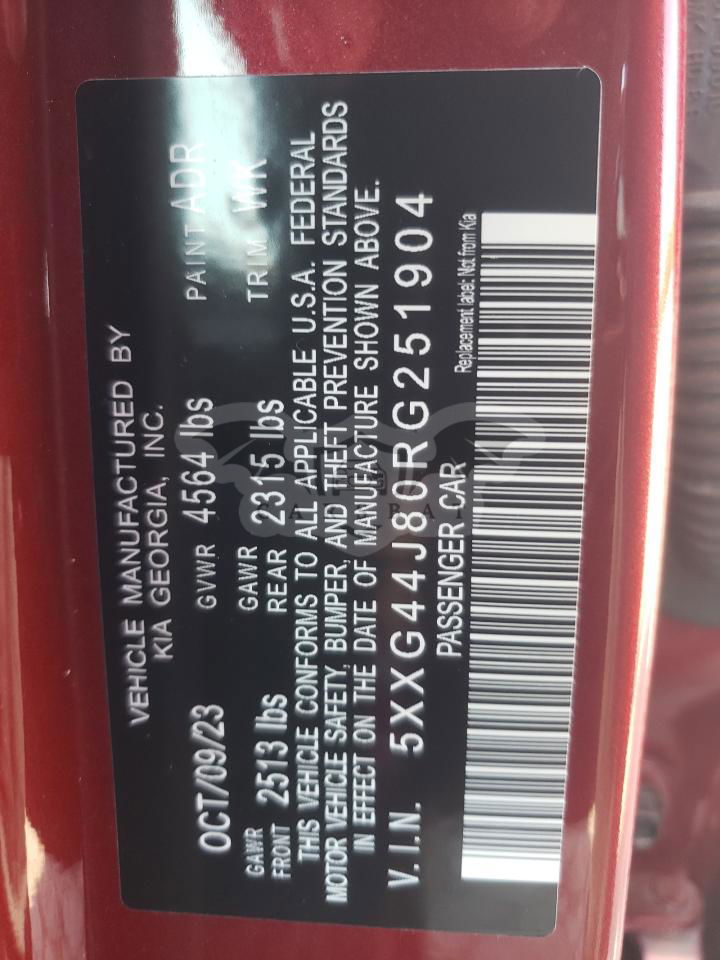 VEHICLE MANUFACTURED BY
KIA GEORGIA, INC.
OCT/09/23 GVWR 4564 lbs PAINT ADR
GAWR FRONT 2513 lbs GAWR REAR 2315 lbs TRIM WK
THIS VEHICLE CONFORMS TO ALL APPLICABLE U.S.A. FEDERAL
MOTOR VEHICLE SAFETY, BUMPER, AND THEFT PREVENTION STANDARDS
IN EFFECT ON THE DATE OF MANUFACTURE SHOWN ABOVE.
V.I.N. 5XXG44J80RG251904
PASSENGER CAR
Replacement label: Not from Kia